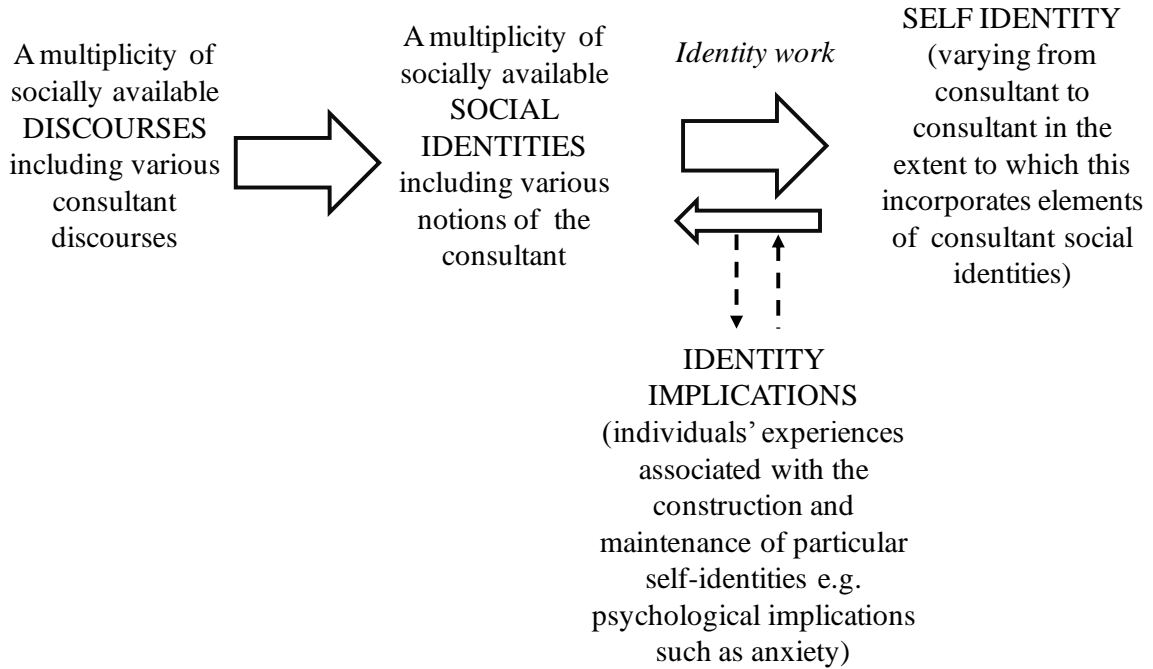 A multiplicity of
socially available
DISCOURSES
including various
consultant
discourses
A multiplicity of
socially available
SOCIAL
IDENTITIES
including various
notions of the
consultant
Identity work
SELF IDENTITY
(varying from
consultant to
consultant in the
extent to which this
incorporates elements
of consultant social
identities)
IDENTITY
IMPLICATIONS
(individuals’ experiences
associated with the
construction and
maintenance of particular
self-identities e.g.
psychological implications
such as anxiety)